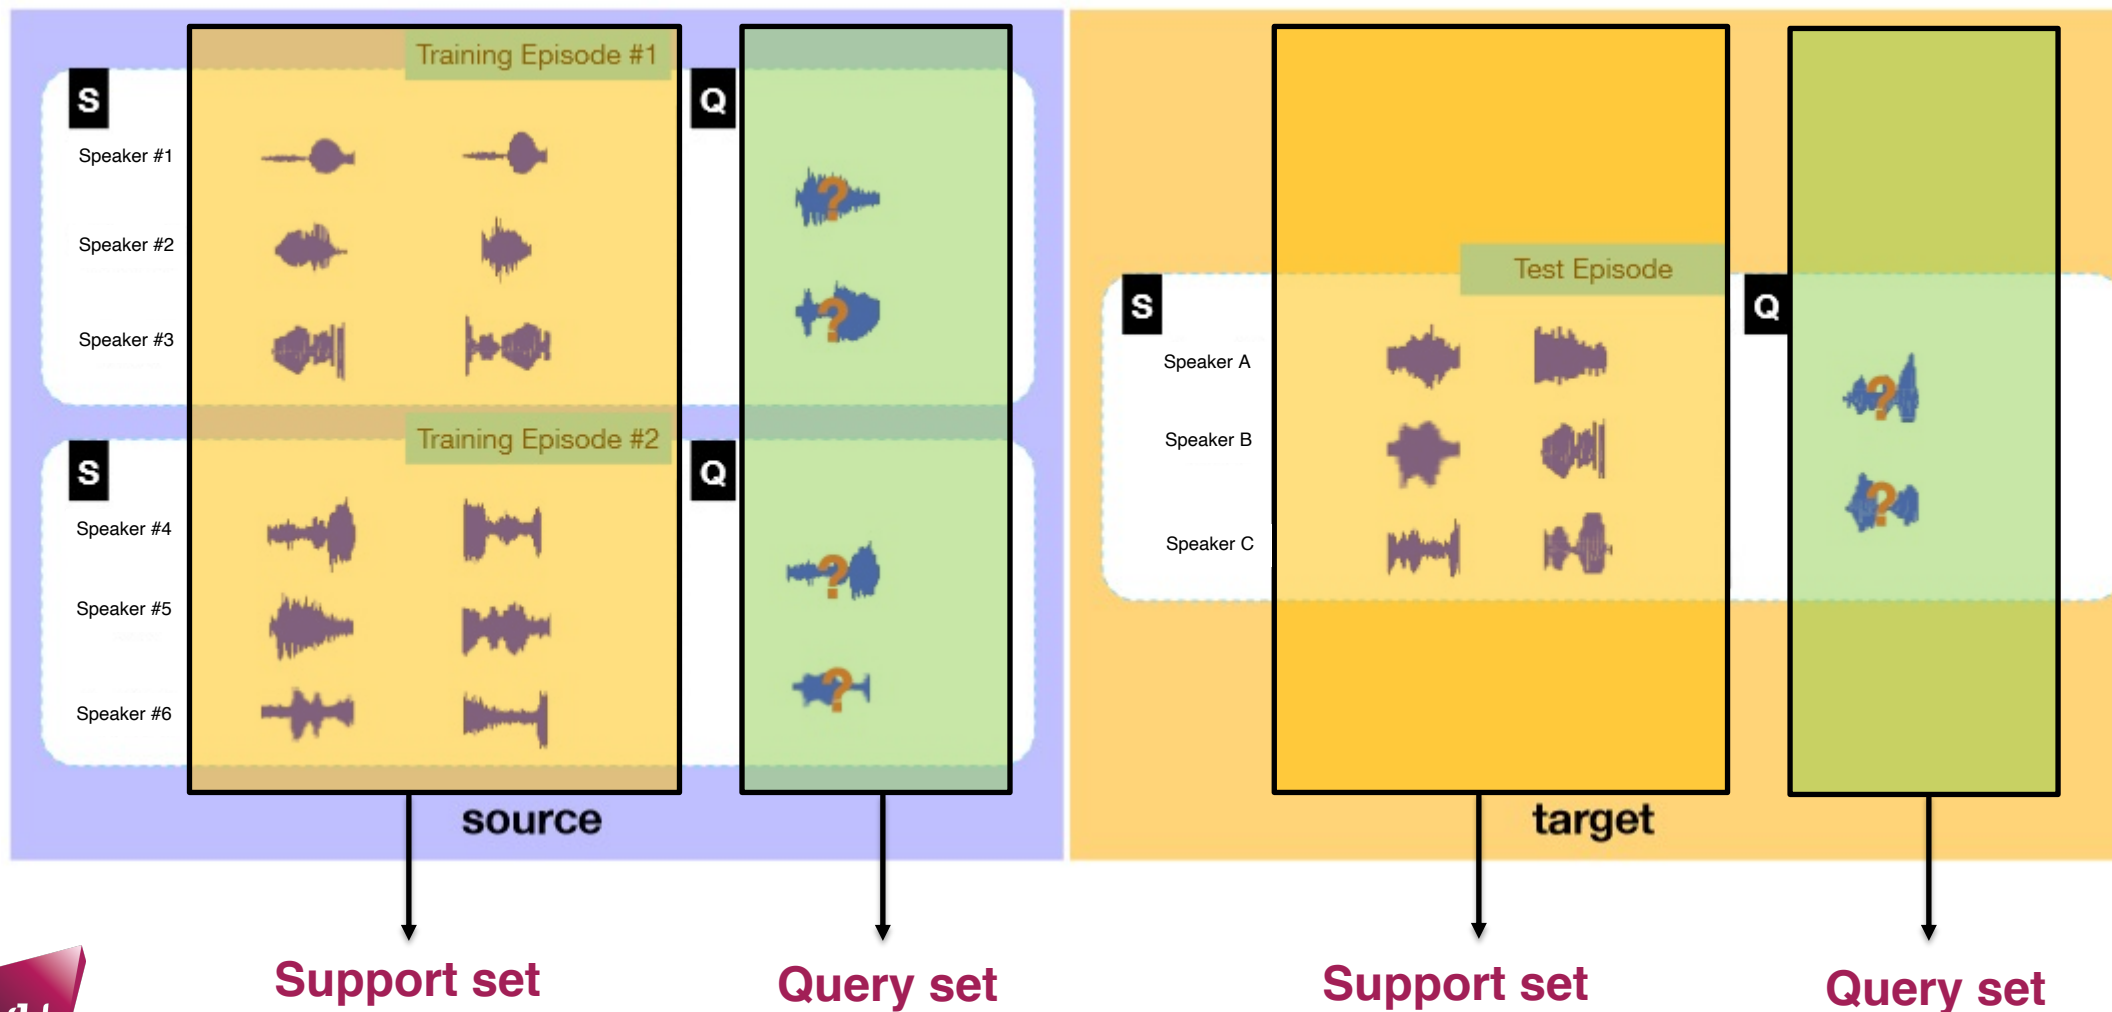 Training Episode #1
S
Q
Speaker #1
?
Speaker #2
?
Speaker #3
Training Episode #2
S
Q
Speaker #4
?
Speaker #5
?
Speaker #6
source
Support set
Query set
Test Episode
S
Q
Speaker A
?
Speaker B
?
Speaker C
target
Support set
Query set